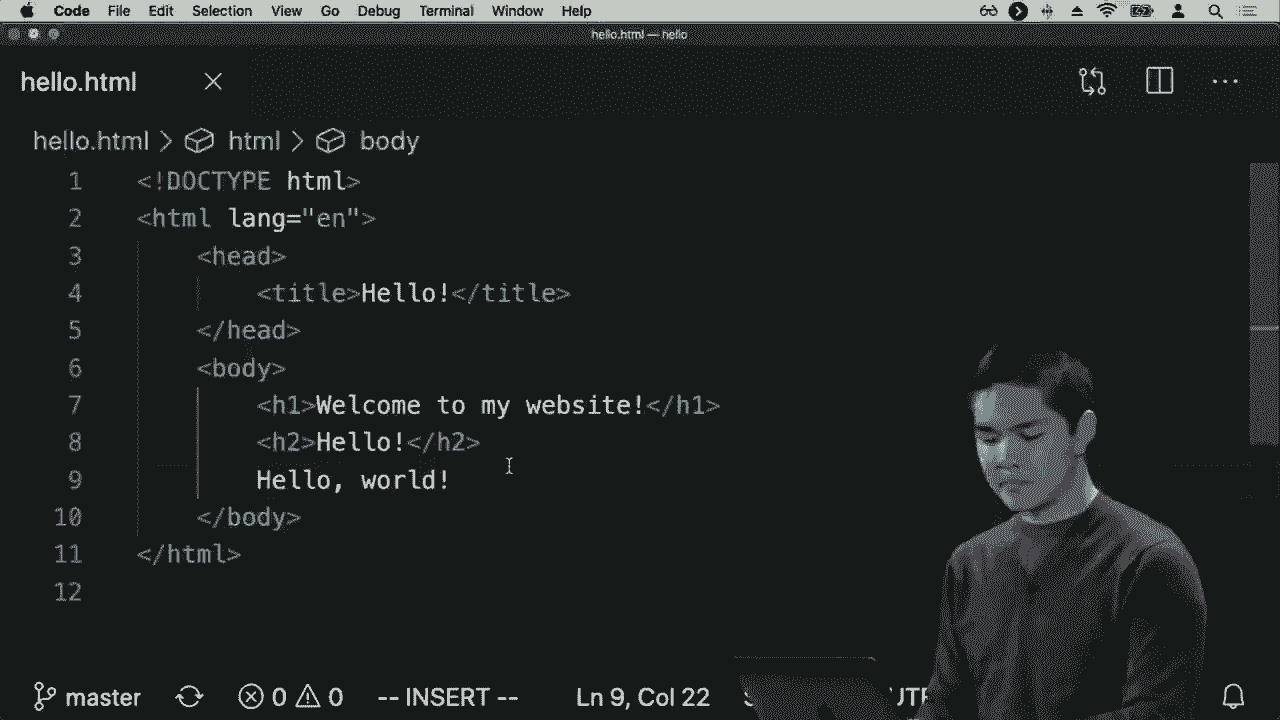 Code File Edit Selection View Go Debug Terminal Window Help
hello.html — hello
hello.html
hello.html > html > body
1 <!DOCTYPE html>
2 <html lang="en">
3 <head>
4 <title>Hello!</title>
5 </head>
6 <body>
7 <h1>Welcome to my website!</h1>
8 <h2>Hello!</h2>
9 Hello, world!
10 </body>
11 </html>
12
master 0 0 -- INSERT -- Ln 9, Col 22